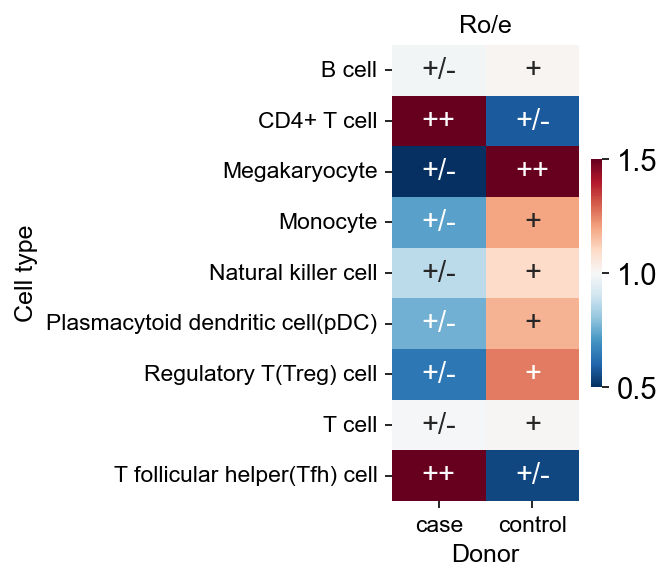 Ro/e
B cell +/- +
CD4+ T cell ++ +/-
Megakaryocyte +/- ++
Monocyte +/- +
Natural killer cell +/- +
Plasmacytoid dendritic cell(pDC) +/- +
Regulatory T(Treg) cell +/- +
T cell +/- +
T follicular helper(Tfh) cell ++ +/-
case control
Donor
Cell type
1.5
1.0
0.5